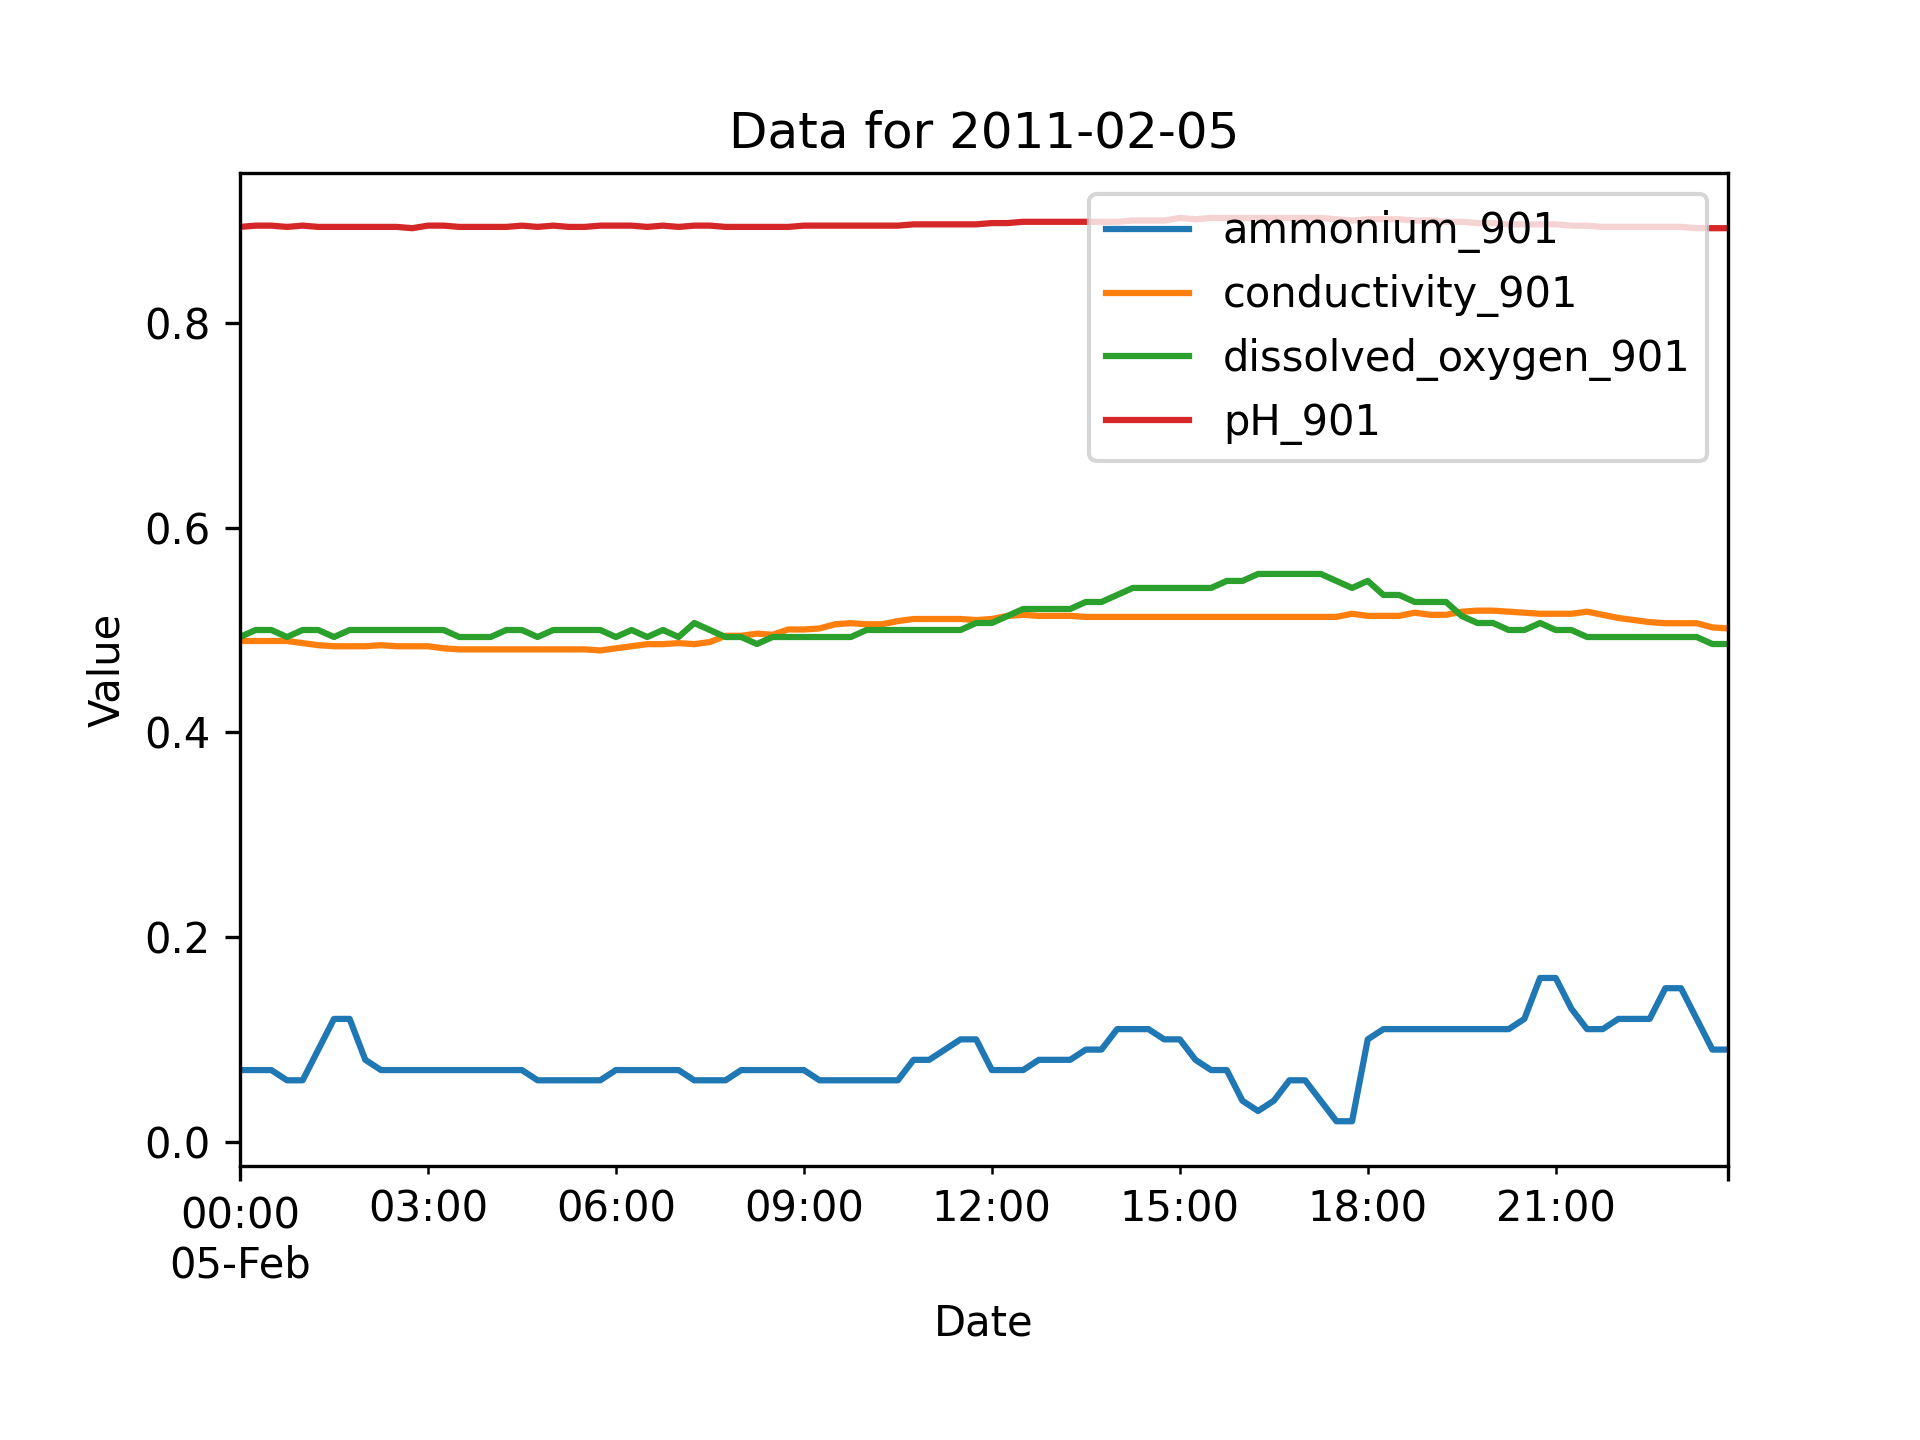 Data for 2011-02-05
ammonium_901
conductivity_901
dissolved_oxygen_901
pH_901
0.8
0.6
0.4
0.2
0.0
Value
00:00 03:00 06:00 09:00 12:00 15:00 18:00 21:00
05-Feb
Date